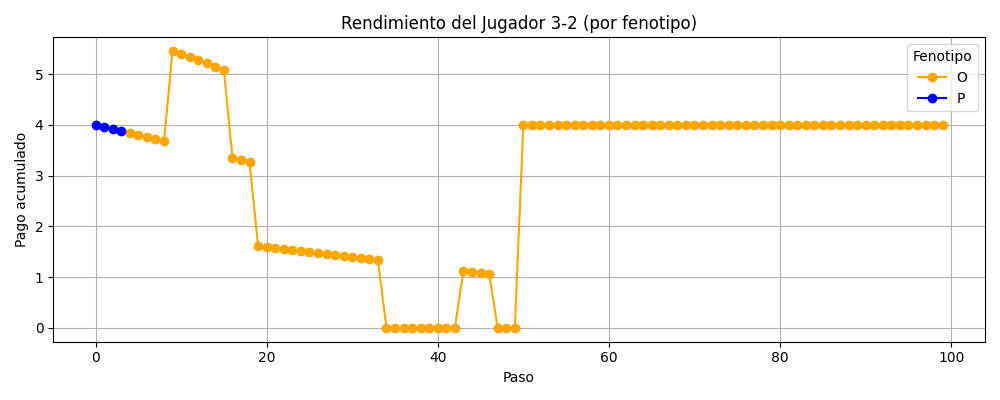 Rendimiento del Jugador 3-2 (por fenotipo)
Fenotipo
O
P
Pago acumulado
5
4
3
2
1
0
0 20 40 60 80 100
Paso